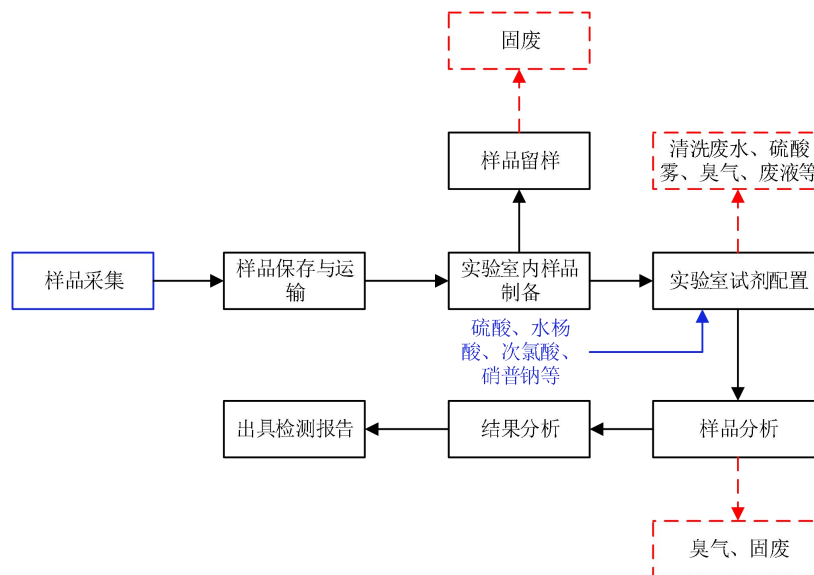 固废
样品留样
清洗废水、硫酸
雾、臭气、废液等
样品采集
样品保存与运
输
实验室内样品
制备
实验室试剂配置
硫酸、水杨
酸、次氯酸、
硝普钠等
出具检测报告
结果分析
样品分析
臭气、固废